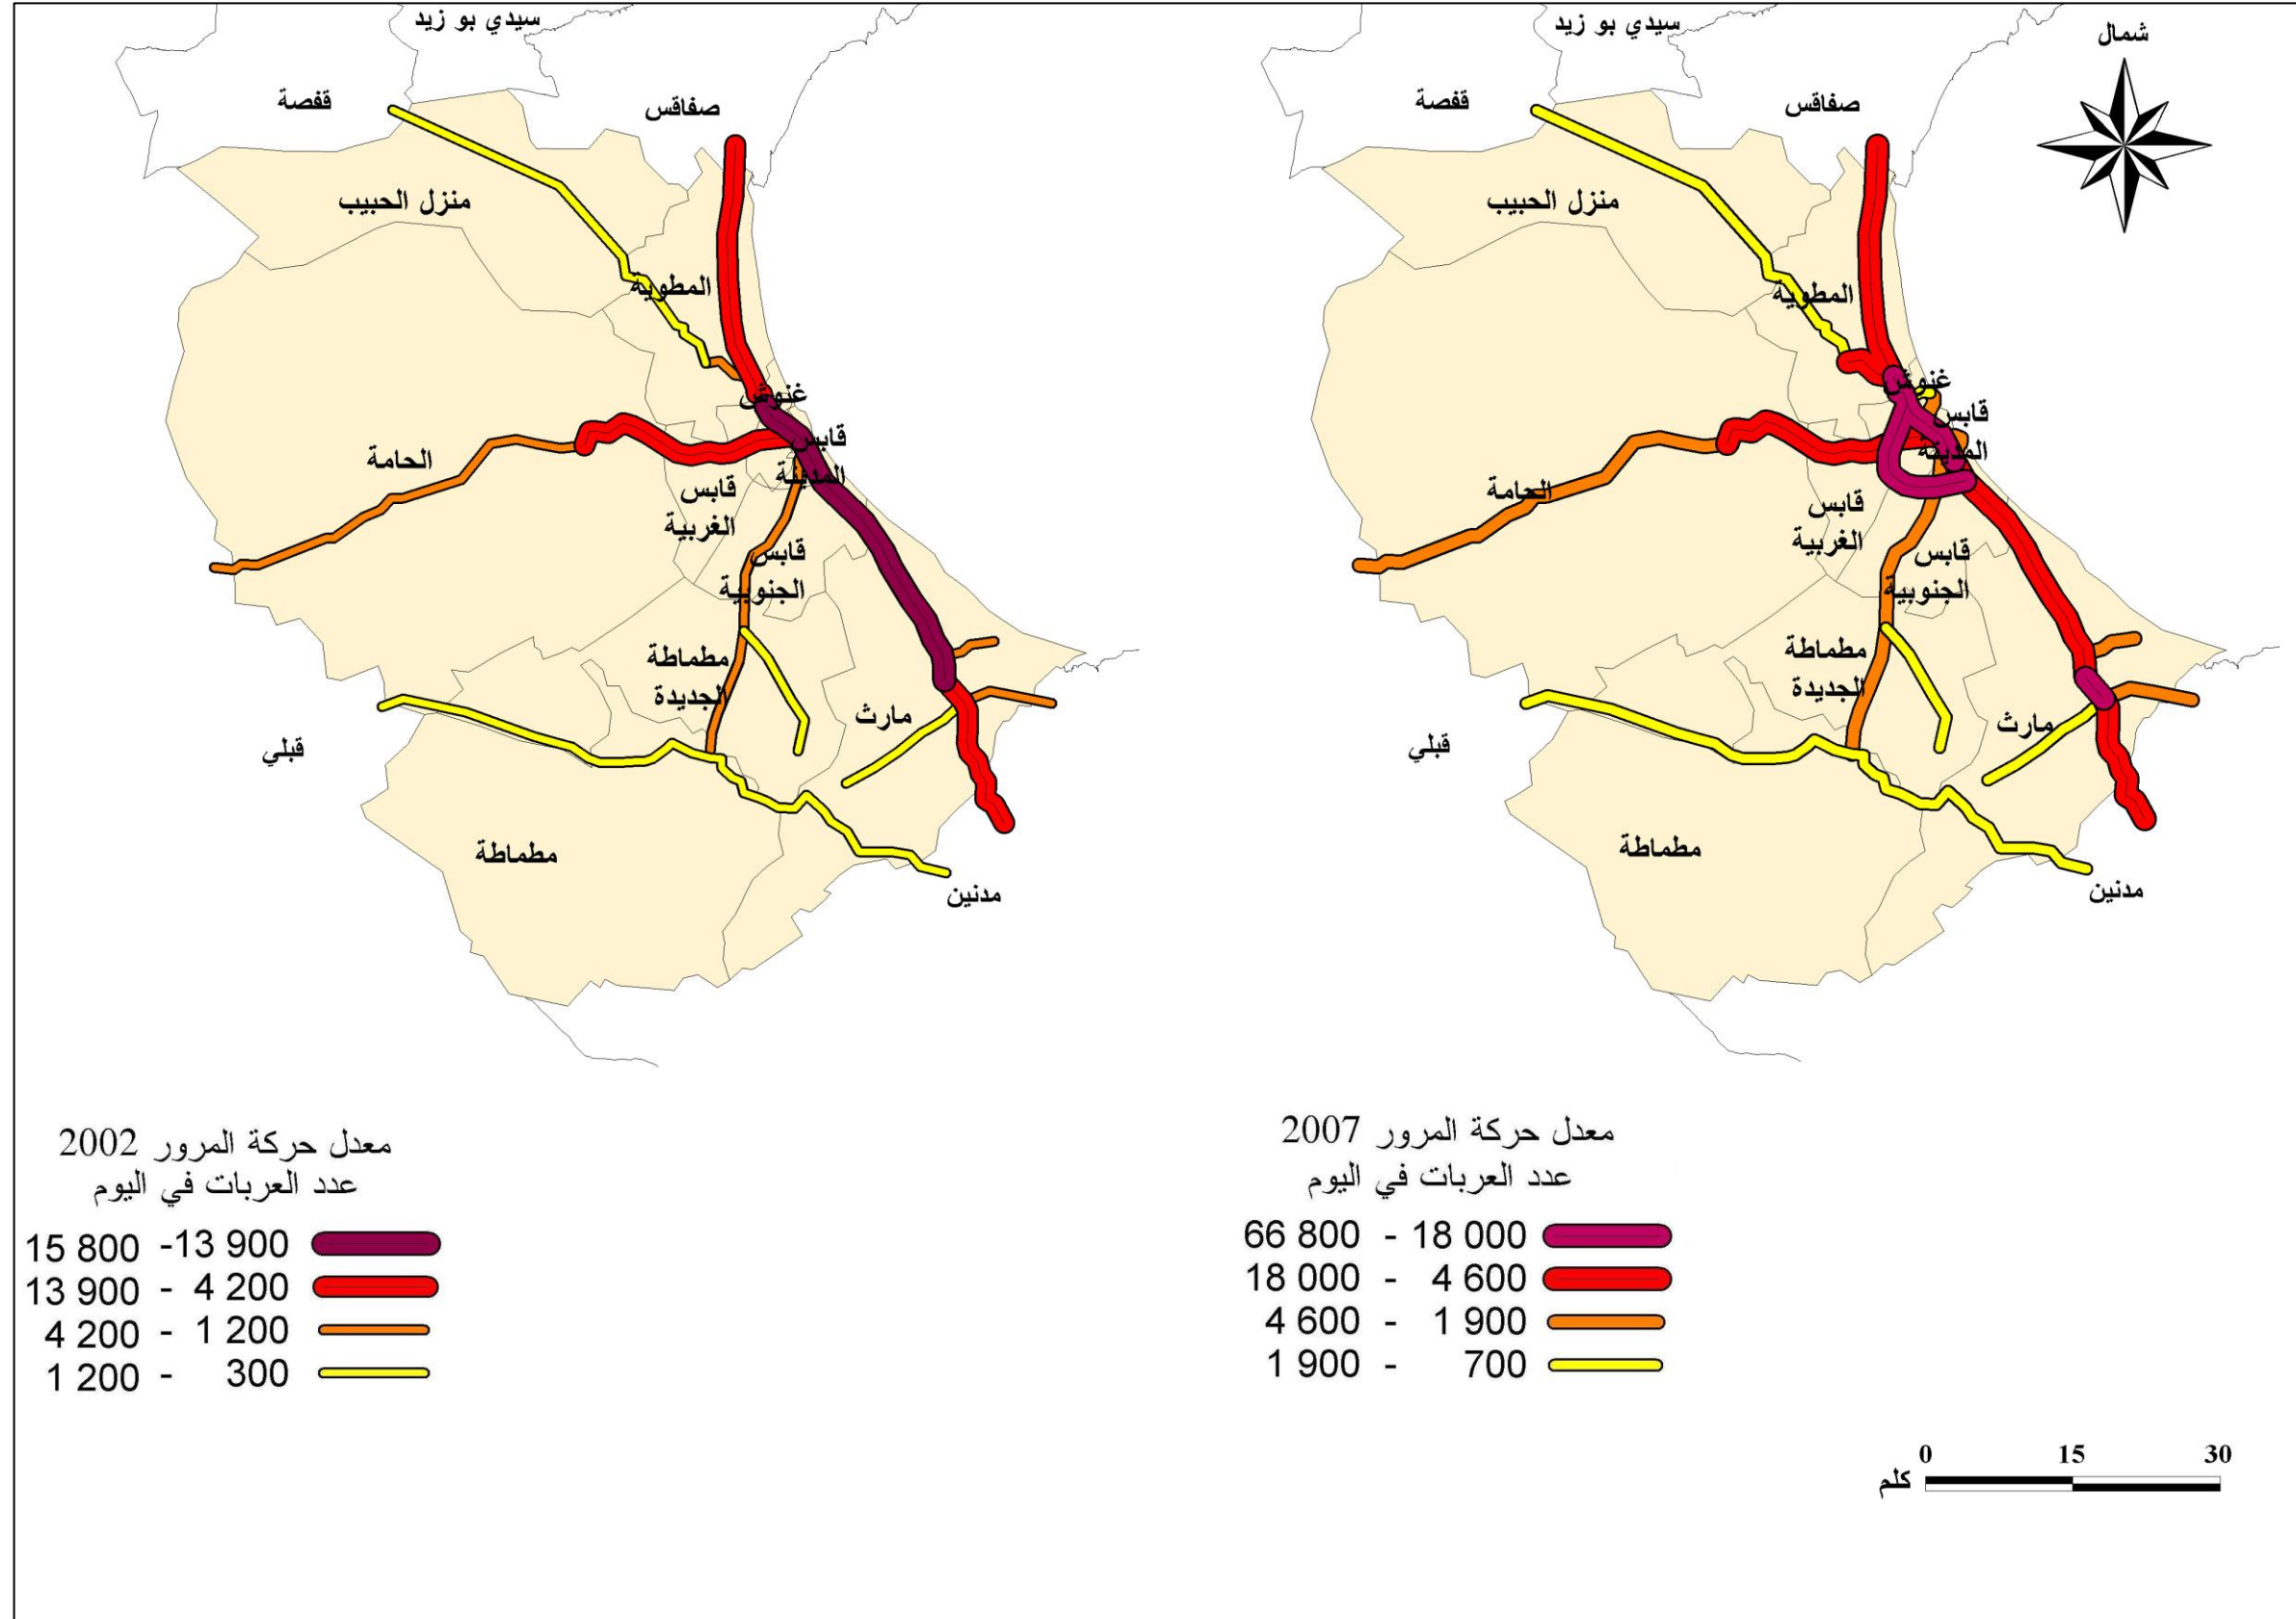 سيدي بو زيد
قفصة
صفاقس
منزل الحبيب
المطوية
غنوش
قابس
المدينة
الحامة
قابس
الغربية
قابس
الجنوبية
مطماطة
الجديدة
مارث
قبلي
مطماطة
مدنين
معدل حركة المرور 2002
عدد العربات في اليوم
15 800 -13 900
13 900 - 4 200
4 200 - 1 200
1 200 - 300
سيدي بو زيد
شمال
قفصة
صفاقس
منزل الحبيب
المطوية
غنوش
قابس
المدينة
الحامة
قابس
الغربية
قابس
الجنوبية
مطماطة
الجديدة
مارث
قبلي
مطماطة
مدنين
معدل حركة المرور 2007
عدد العربات في اليوم
66 800 - 18 000
18 000 - 4 600
4 600 - 1 900
1 900 - 700
0 15 30
كلم